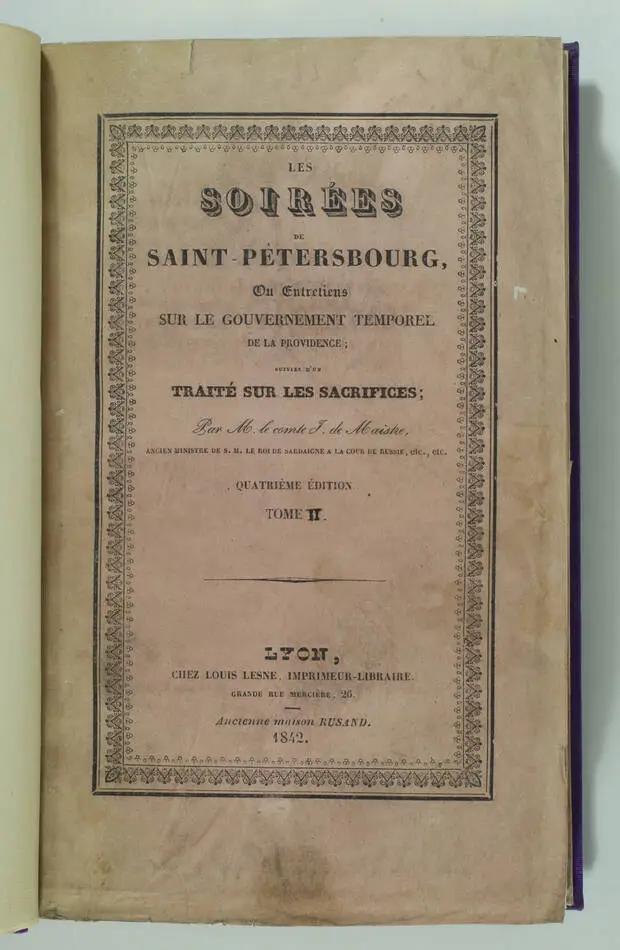 LES
SOIRÉES
DE
SAINT-PÉTERSBOURG,
Ou Entretiens
SUR LE GOUVERNEMENT TEMPOREL
DE LA PROVIDENCE;
SUIVIES D'UN
TRAITÉ SUR LES SACRIFICES;
Par M. le comte J. de Maistre,
ANCIEN MINISTRE DE S. M. LE ROI DE SARDAIGNE A LA COUR DE RUSSIE, ETC., ETC.
QUATRIÈME ÉDITION
TOME II.
LYON,
CHEZ LOUIS LESNE, IMPRIMEUR-LIBRAIRE.
GRANDE RUE MERCIÈRE, 26.
Ancienne maison RUSAND.
1842.